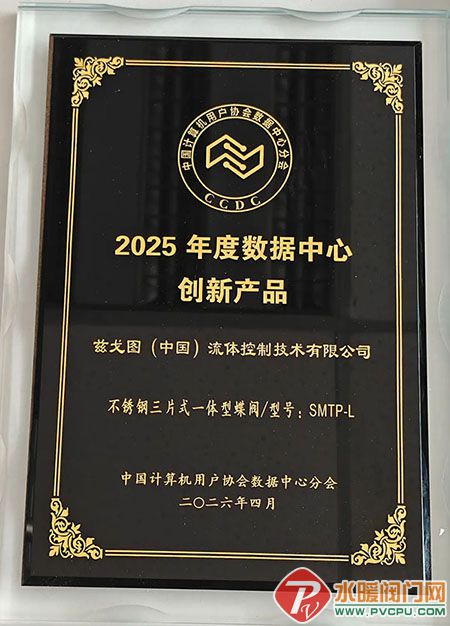 中国计算机用户协会数据中心分会
CCDC
2025 年度数据中心
创新产品
兹戈图（中国）流体控制技术有限公司
不锈钢三片式一体型蝶阀/型号：SMTP-L
中国计算机用户协会数据中心分会
二〇二六年四月
水暖阀门网
www.PVCPU.com